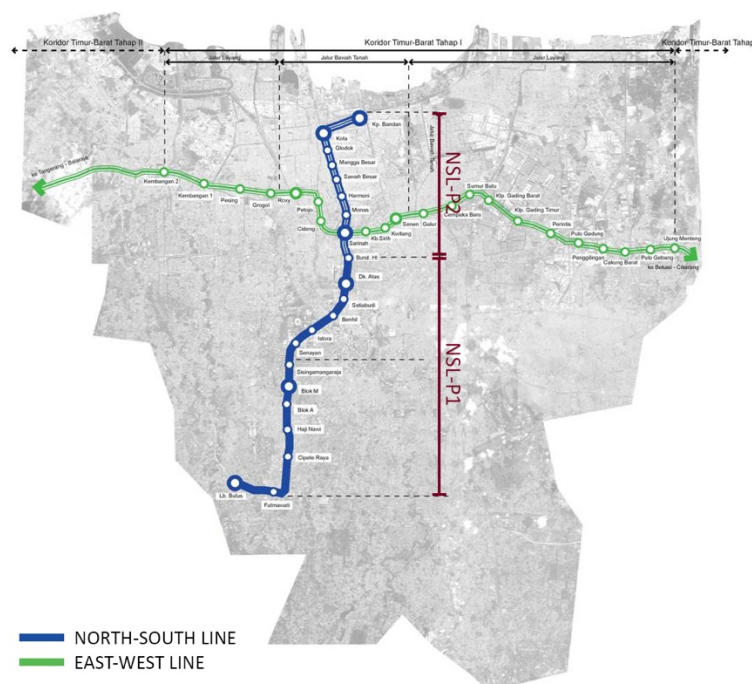 Koridor Timur-Barat Tahap II
Koridor Timur-Barat Tahap I
Koridor Timur-Barat Tahap
Jalur Layang
Jalur Bawah Tanah
Jalur Layang
Kp. Bandan
Kota
Glodok
Mangga Besar
Sawah Besar
Harmoni
Monas
Jalur Bawah Tanah
NSL-P2
ke Tangerang - Balaraja
Kembangan 2
Kembangan 1
Pesing
Grogol
Roxy
Petojo
Cideng
Sarinah
Kb.Sirih
Kwitang
Senen
Galur
Cempaka Baru
Sumur Batu
Klp. Gading Barat
Klp. Gading Timur
Perintis
Pulo Gadung
Penggilingan
Cakung Barat
Pulo Gebang
Ujung Menteng
ke Bekasi - Cikarang
Bund. HI
Dk. Atas
Setiabudi
Benhil
Istora
Senayan
Sisingamangaraja
Blok M
Blok A
Haji Nawi
Cipete Raya
Lb. Bulus
Fatmawati
NSL-P1
NORTH-SOUTH LINE
EAST-WEST LINE